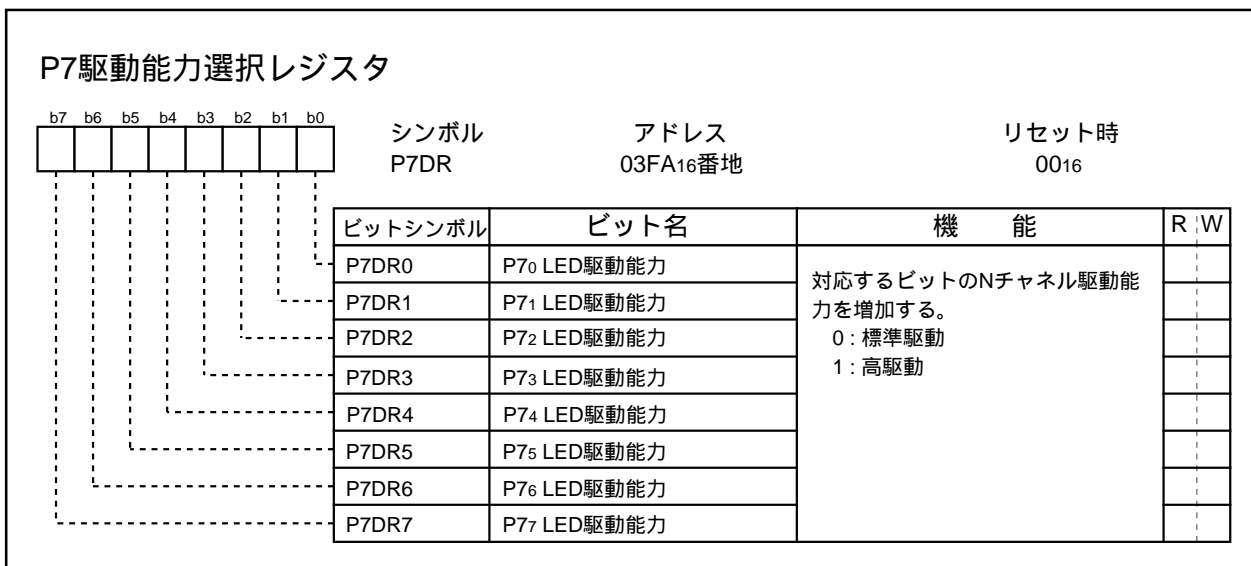 P7駆動能力選択レジスタ
b7 b6 b5 b4 b3 b2 b1 b0
シンボル アドレス リセット時
P7DR 03FA16番地 0016
ビットシンボル ビット名 機 能 R W
P7DR0 P70 LED駆動能力
対応するビットのNチャネル駆動能
力を増加する。
0 : 標準駆動
1 : 高駆動
P7DR1 P71 LED駆動能力
P7DR2 P72 LED駆動能力
P7DR3 P73 LED駆動能力
P7DR4 P74 LED駆動能力
P7DR5 P75 LED駆動能力
P7DR6 P76 LED駆動能力
P7DR7 P77 LED駆動能力